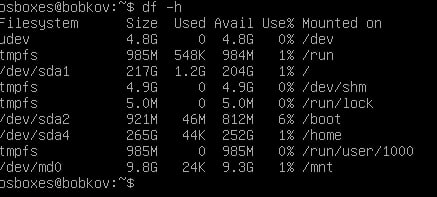 osboxes@bobkov:~$ df -h
Filesystem Size Used Avail Use% Mounted on
udev 4.8G 0 4.8G 0% /dev
tmpfs 985M 548K 984M 1% /run
/dev/sda1 217G 1.2G 204G 1% /
tmpfs 4.9G 0 4.9G 0% /dev/shm
tmpfs 5.0M 0 5.0M 0% /run/lock
/dev/sda2 921M 46M 812M 6% /boot
/dev/sda4 265G 44K 252G 1% /home
tmpfs 985M 0 985M 0% /run/user/1000
/dev/md0 9.8G 24K 9.3G 1% /mnt
osboxes@bobkov:~$